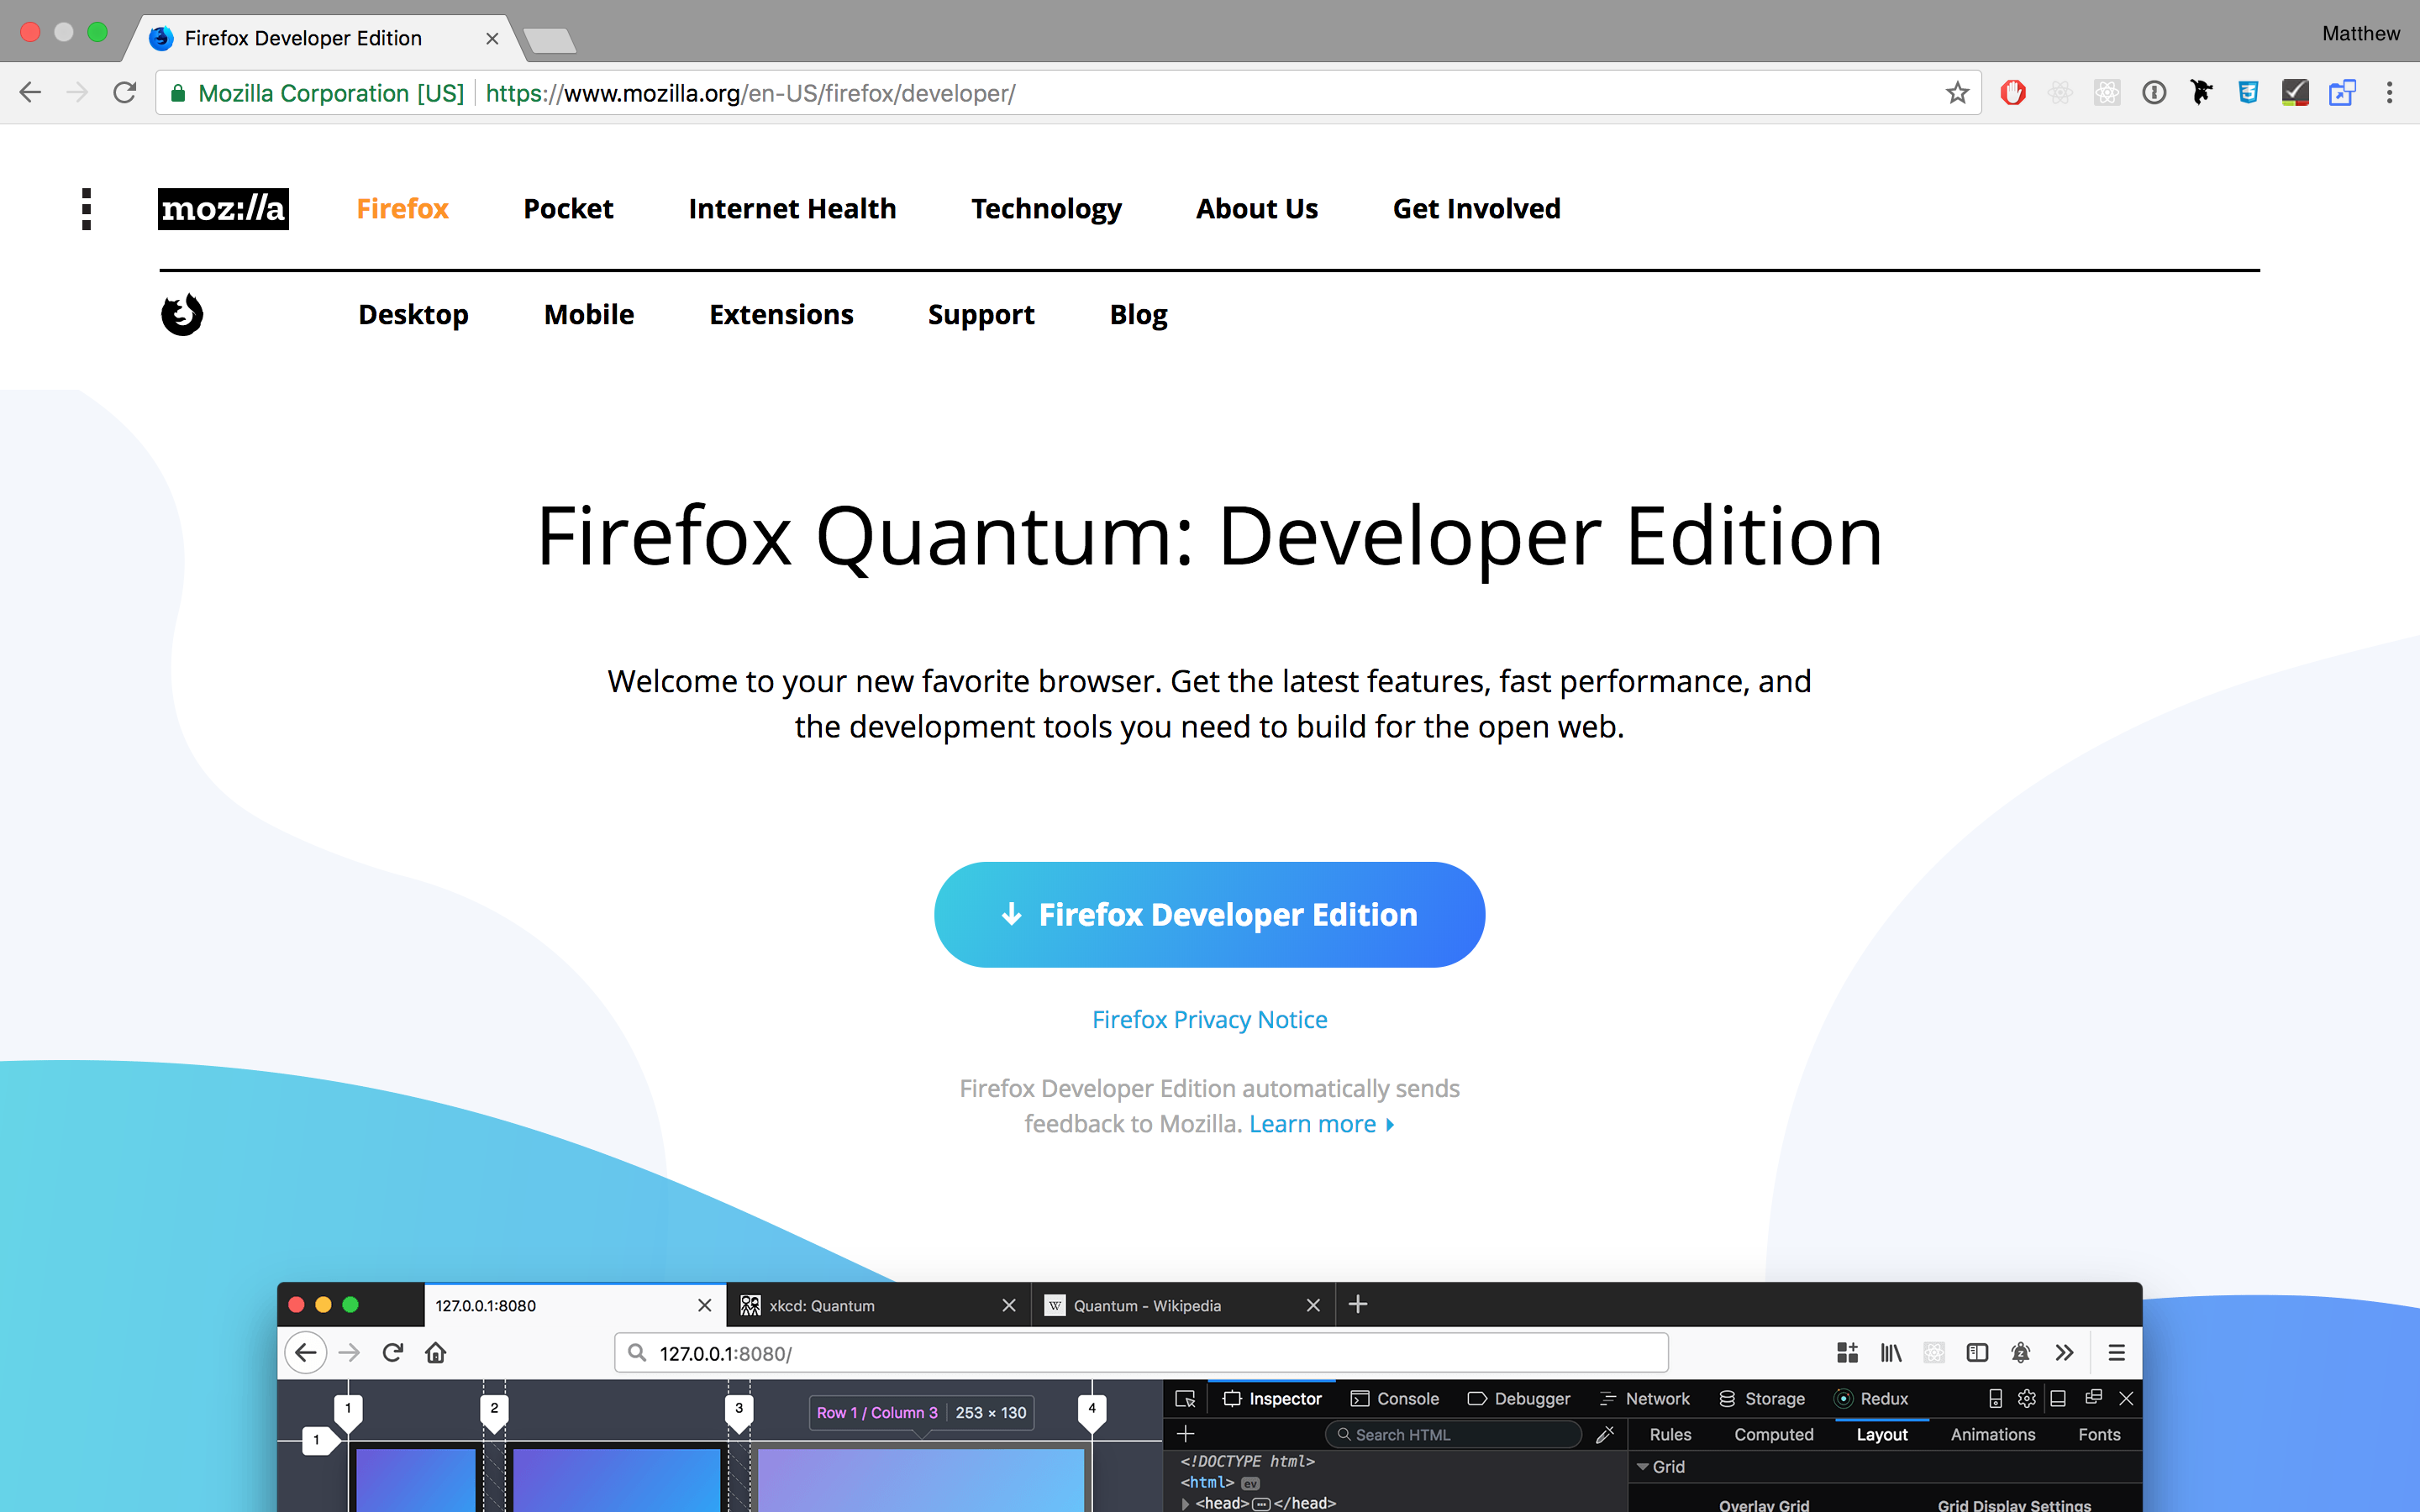 Firefox Developer Edition
Matthew
Mozilla Corporation [US] https://www.mozilla.org/en-US/firefox/developer/
moz://a Firefox Pocket Internet Health Technology About Us Get Involved
Desktop Mobile Extensions Support Blog
Firefox Quantum: Developer Edition
Welcome to your new favorite browser. Get the latest features, fast performance, and
the development tools you need to build for the open web.
Firefox Developer Edition
Firefox Privacy Notice
Firefox Developer Edition automatically sends
feedback to Mozilla. Learn more
127.0.0.1:8080 xkcd: Quantum W Quantum - Wikipedia
127.0.0.1:8080/
1 2 3 Row 1 / Column 3 253 × 130 4
1
Inspector Console Debugger Network Storage Redux
Search HTML Rules Computed Layout Animations Fonts
<!DOCTYPE html>
<html> ev
<head>…</head>
Grid
Overlay Grid Grid Display Settings